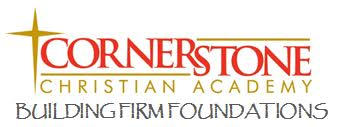 CORNERSTONE
CHRISTIAN ACADEMY
BUILDING FIRM FOUNDATIONS